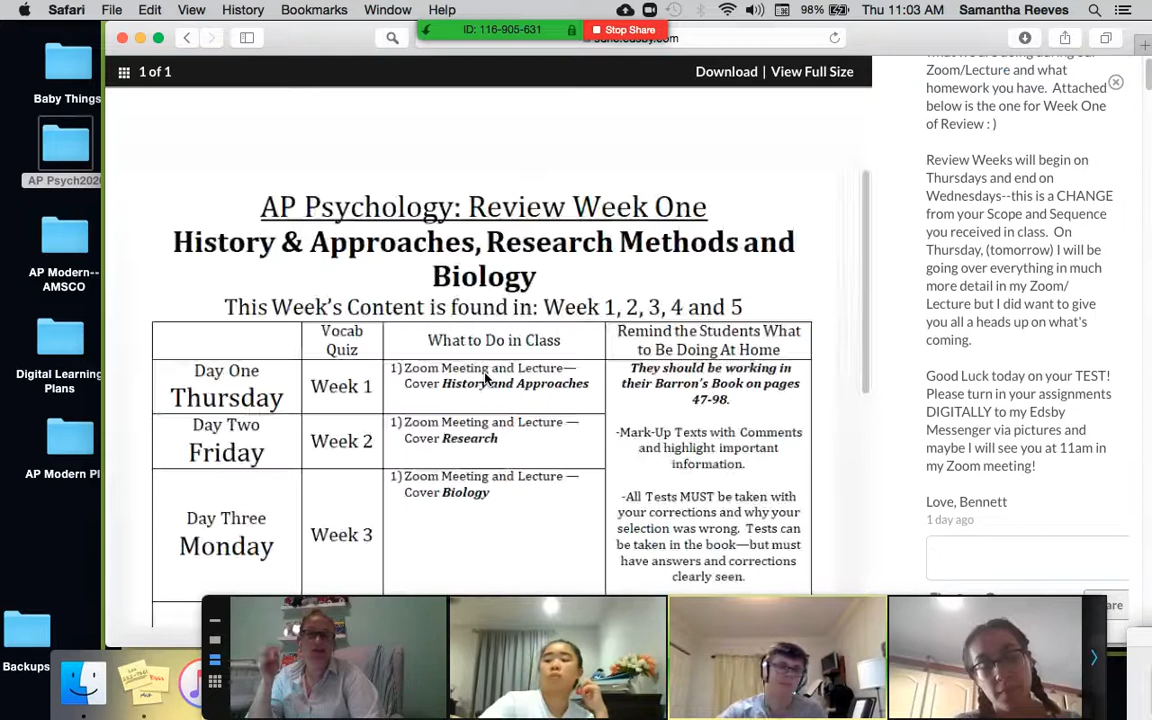 Safari File Edit View History Bookmarks Window Help 98% Thu 11:03 AM Samantha Reeves
ID: 116-905-631 Stop Share
.edsby.com
1 of 1 Download | View Full Size
Baby Things
AP Psych202
AP Modern--
AMSCO
Digital Learning
Plans
AP Modern Pl
Backups
AP Psychology: Review Week One
History & Approaches, Research Methods and
Biology
This Week's Content is found in: Week 1, 2, 3, 4 and 5
Vocab
Quiz
What to Do in Class
Remind the Students What
to Be Doing At Home
Day One
Thursday
Week 1
1) Zoom Meeting and Lecture—
Cover History and Approaches
Day Two
Friday
Week 2
1) Zoom Meeting and Lecture —
Cover Research
Day Three
Monday
Week 3
1) Zoom Meeting and Lecture —
Cover Biology
They should be working in
their Barron's Book on pages
47-98.
-Mark-Up Texts with Comments
and highlight important
information.
-All Tests MUST be taken with
your corrections and why your
selection was wrong. Tests can
be taken in the book—but must
have answers and corrections
clearly seen.
Zoom/Lecture and what
homework you have. Attached
below is the one for Week One
of Review : )
Review Weeks will begin on
Thursdays and end on
Wednesdays--this is a CHANGE
from your Scope and Sequence
you received in class. On
Thursday, (tomorrow) I will be
going over everything in much
more detail in my Zoom/
Lecture but I did want to give
you all a heads up on what's
coming.
Good Luck today on your TEST!
Please turn in your assignments
DIGITALLY to my Edsby
Messenger via pictures and
maybe I will see you at 11am in
my Zoom meeting!
Love, Bennett
1 day ago